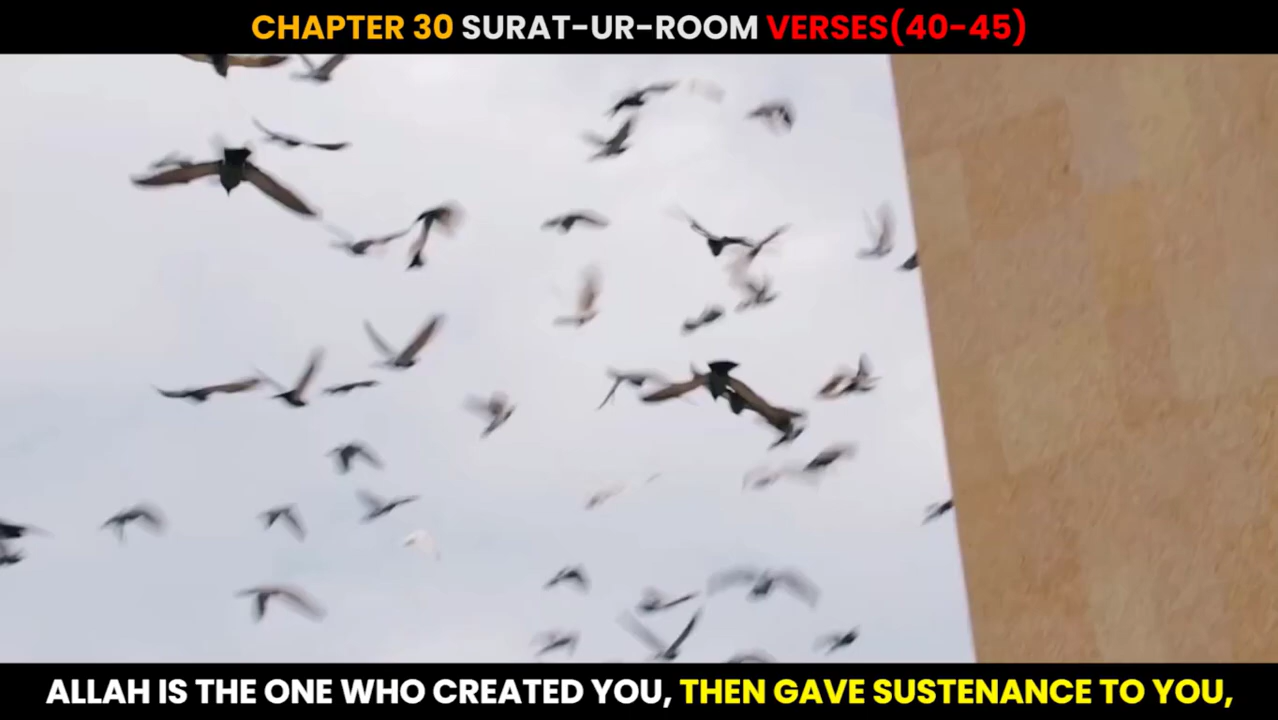 CHAPTER 30 SURAT-UR-ROOM VERSES(40-45)
ALLAH IS THE ONE WHO CREATED YOU, THEN GAVE SUSTENANCE TO YOU,